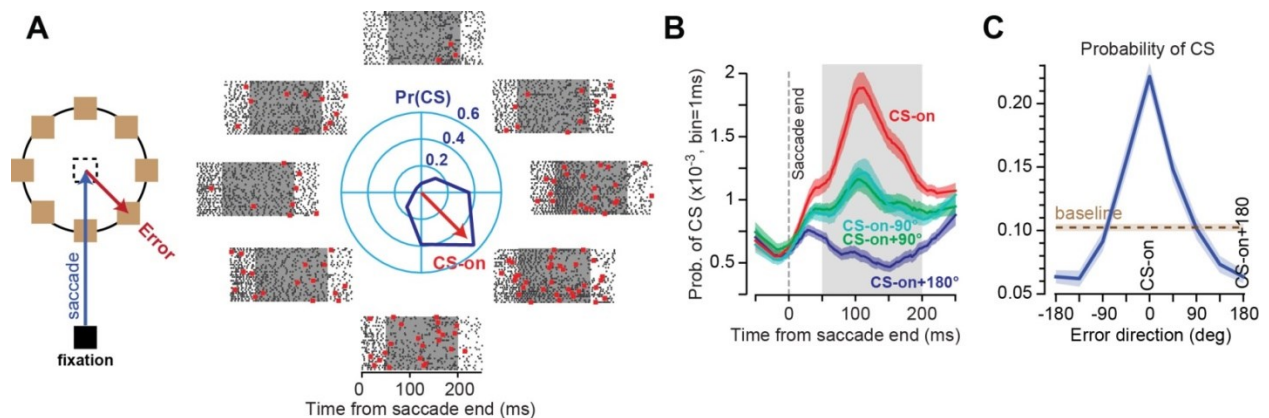 A
saccade
Error
fixation
Pr(CS)
0.6
0.4
0.2
CS-on
0 100 200
Time from saccade end (ms)
B
Prob. of CS (x10⁻³, bin=1ms)
2
1.5
1
0.5
Saccade end
CS-on
CS-on-90°
CS-on+90°
CS-on+180°
0 50 100 150 200 250
Time from saccade end (ms)
C
Probability of CS
0.20
0.15
0.10
0.05
baseline
CS-on
CS-on+180
-180 -90 0 90 180
Error direction (deg)